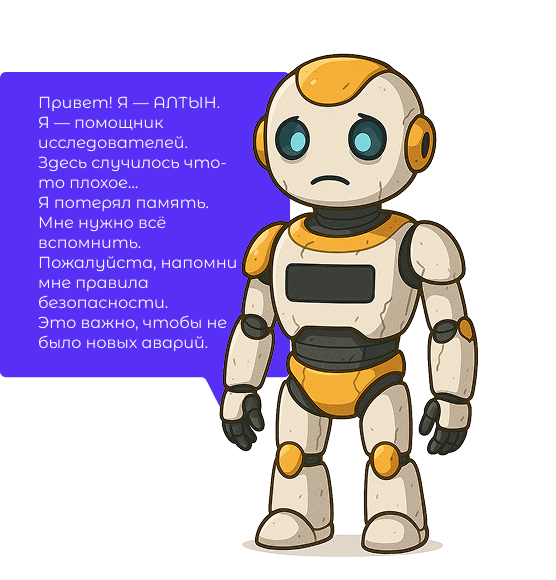 Привет! Я — АЛТЫН.
Я — помощник
исследователей.
Здесь случилось что-
то плохое...
Я потерял память.
Мне нужно всё
вспомнить.
Пожалуйста, напомни
мне правила
безопасности.
Это важно, чтобы не
было новых аварий.